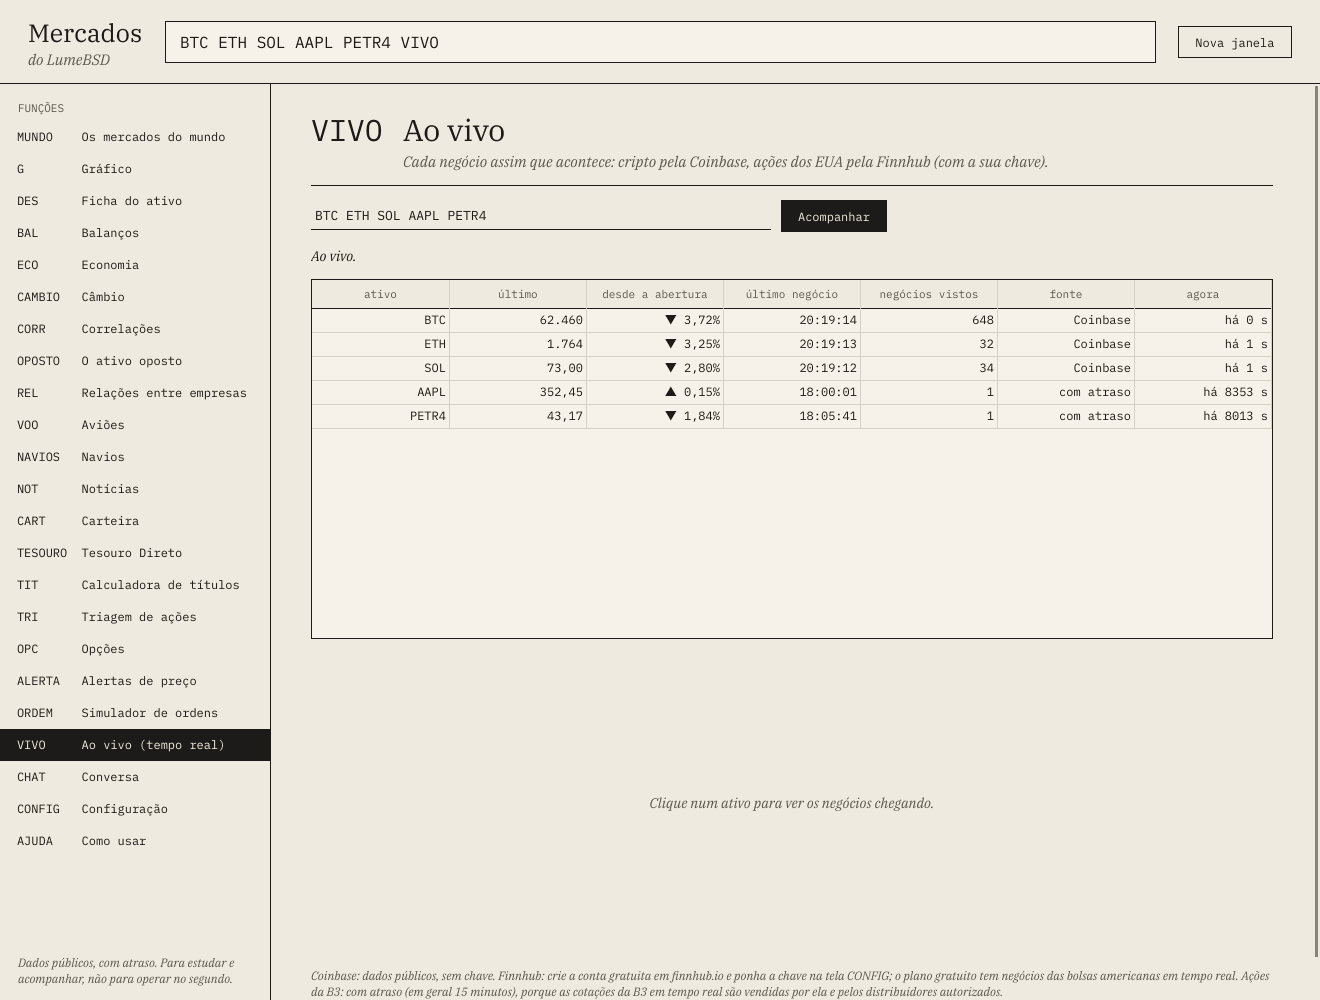 Mercados
do LumeBSD
BTC ETH SOL AAPL PETR4 VIVO
Nova janela
FUNÇÕES
MUNDO Os mercados do mundo
G Gráfico
DES Ficha do ativo
BAL Balanços
ECO Economia
CAMBIO Câmbio
CORR Correlações
OPOSTO O ativo oposto
REL Relações entre empresas
VOO Aviões
NAVIOS Navios
NOT Notícias
CART Carteira
TESOURO Tesouro Direto
TIT Calculadora de títulos
TRI Triagem de ações
OPC Opções
ALERTA Alertas de preço
ORDEM Simulador de ordens
VIVO Ao vivo (tempo real)
CHAT Conversa
CONFIG Configuração
AJUDA Como usar
Dados públicos, com atraso. Para estudar e
acompanhar, não para operar no segundo.
VIVO Ao vivo
Cada negócio assim que acontece: cripto pela Coinbase, ações dos EUA pela Finnhub (com a sua chave).
BTC ETH SOL AAPL PETR4
Acompanhar
Ao vivo.
ativo último desde a abertura último negócio negócios vistos fonte agora
BTC 62.460 ▼ 3,72% 20:19:14 648 Coinbase há 0 s
ETH 1.764 ▼ 3,25% 20:19:13 32 Coinbase há 1 s
SOL 73,00 ▼ 2,80% 20:19:12 34 Coinbase há 1 s
AAPL 352,45 ▲ 0,15% 18:00:01 1 com atraso há 8353 s
PETR4 43,17 ▼ 1,84% 18:05:41 1 com atraso há 8013 s
Clique num ativo para ver os negócios chegando.
Coinbase: dados públicos, sem chave. Finnhub: crie a conta gratuita em finnhub.io e ponha a chave na tela CONFIG; o plano gratuito tem negócios das bolsas americanas em tempo real. Ações
da B3: com atraso (em geral 15 minutos), porque as cotações da B3 em tempo real são vendidas por ela e pelos distribuidores autorizados.